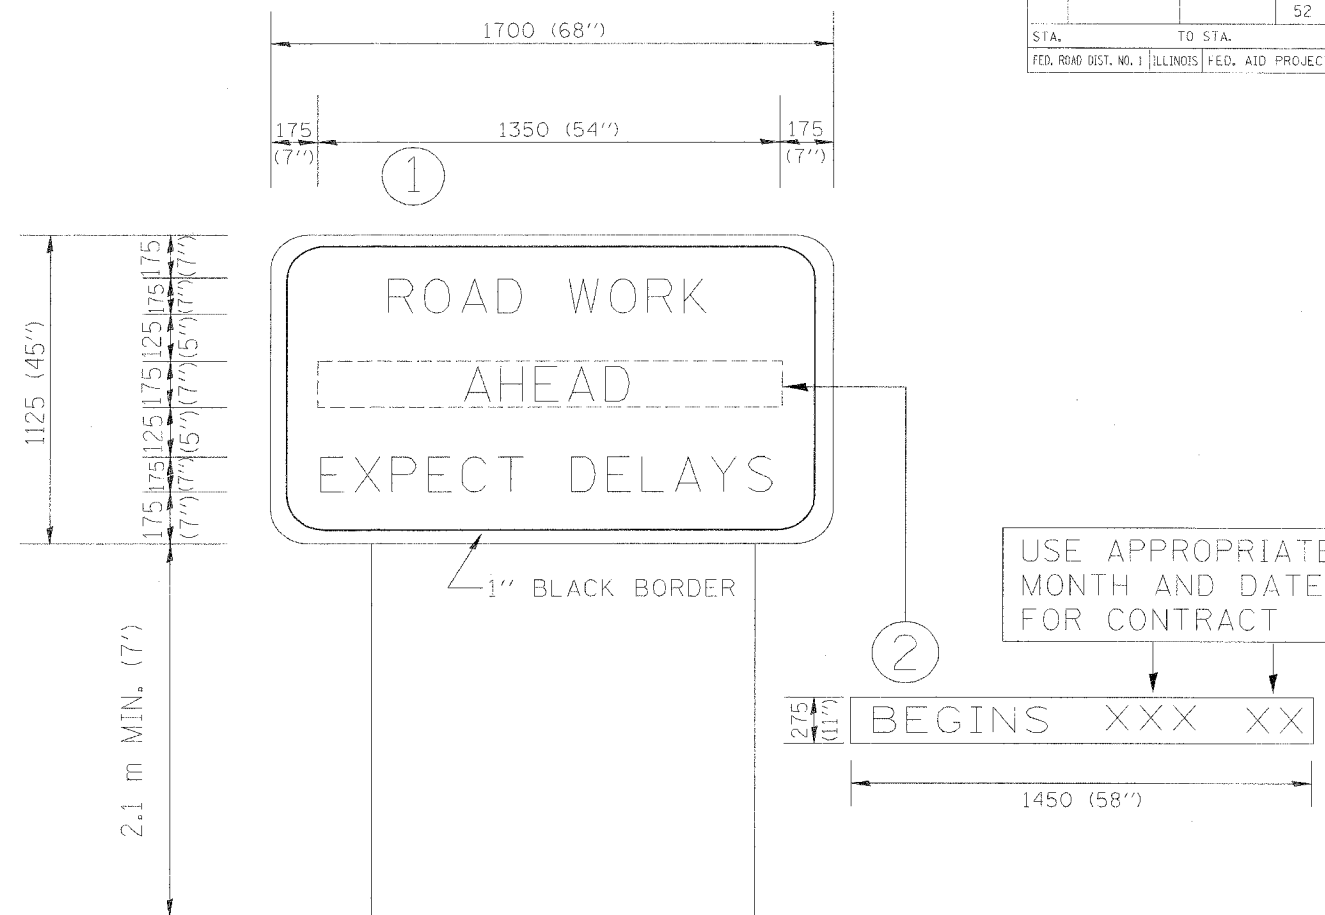 52
STA. TO STA.
FED. ROAD DIST. NO. 1 ILLINOIS FED. AID PROJECT
1700 (68'')
175 1350 (54'') 175
(7'') (7'')
1
ROAD WORK
AHEAD
EXPECT DELAYS
1'' BLACK BORDER
1125 (45'')
175 (7'')
175 (7'')
125 (5'')
175 (7'')
125 (5'')
175 (7'')
175 (7'')
2.1 m MIN. (7')
USE APPROPRIATE
MONTH AND DATE
FOR CONTRACT
2
275 (11'')
BEGINS XXX XX
1450 (58'')